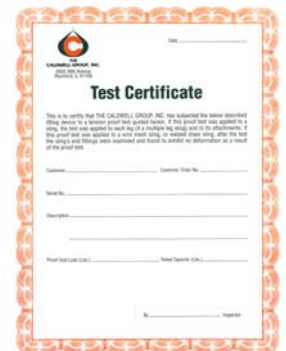 Date
THE
CALDWELL GROUP, INC.
Rockford, IL 61109
Test Certificate
This is to certify that THE CALDWELL GROUP, INC. has subjected the below described
lifting device to a tension proof test quoted herein. If this proof test was applied to a
sling, the test was applied to each leg (if a multiple leg sling) and to its attachments; if
this proof test was applied to a wire mesh sling, or welded chain sling, after the test
the sling's and fittings were examined and found to exhibit no deformation as a result
of the proof test.
Customer Customer Order No.
Serial No.
Description
Proof Test Load (Lbs.) Rated Capacity (Lbs.)
By Inspector